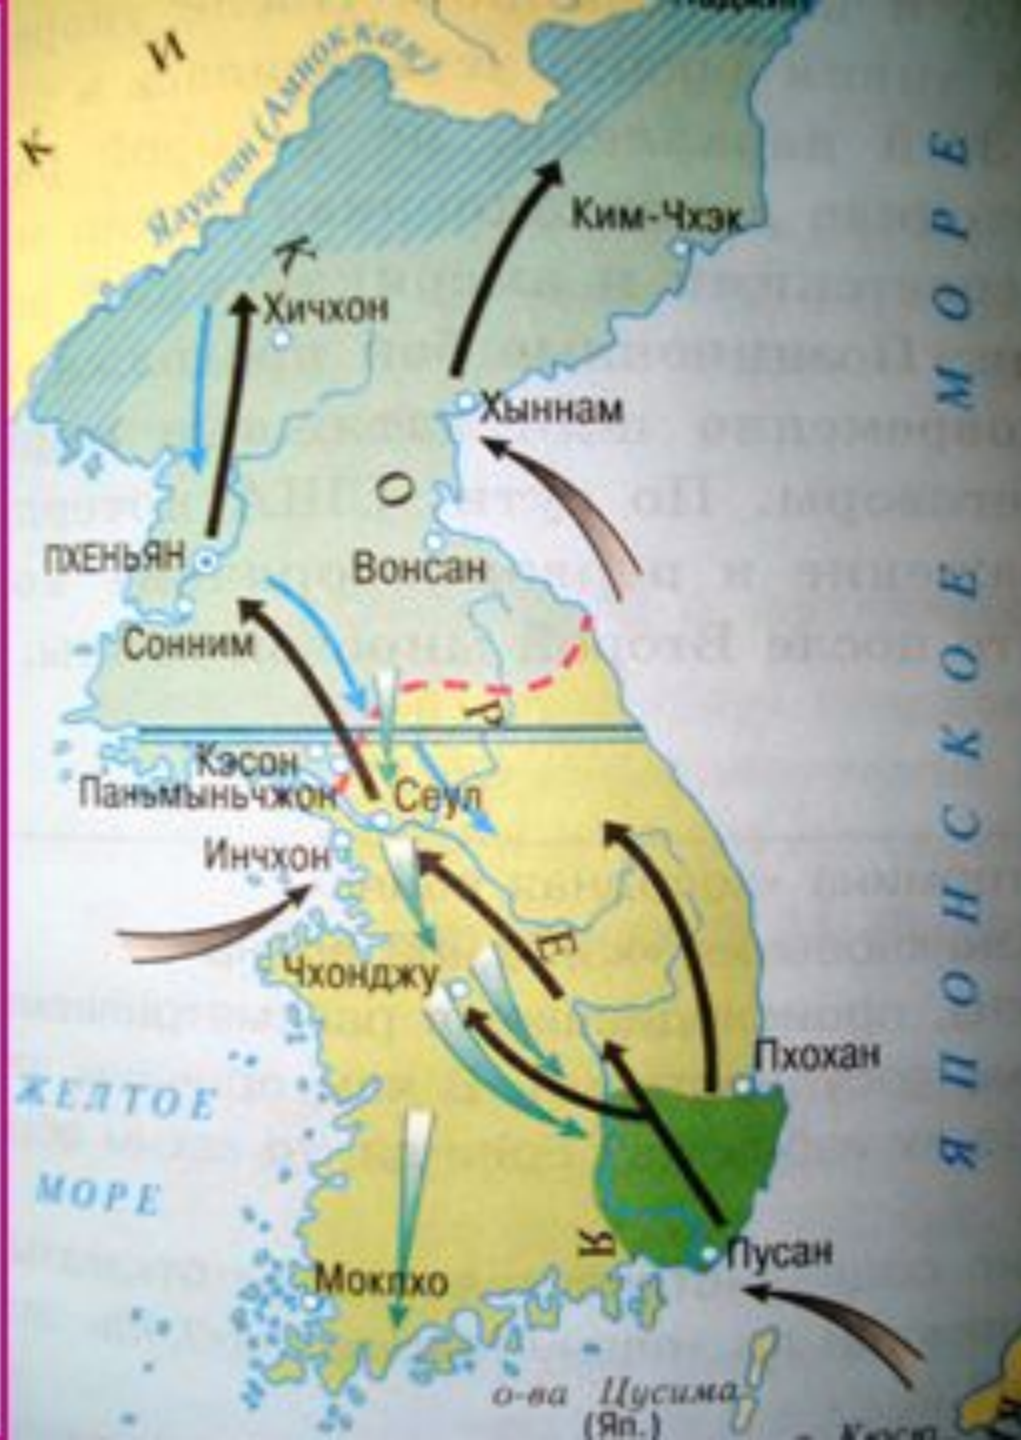 И
К
Ялуцзян (Амноккан)
Ким-Чхэк
К
Хичхон
Хыннам
О
ПХЕНЬЯН
Вонсан
Сонним
Р
Кэсон
Паньмыньчжон
Сеул
Инчхон
Е
Чхонджу
Пхохан
ЖЕЛТОЕ
МОРЕ
ЯПОНСКОЕ МОРЕ
К
Пусан
Мокпхо
о-ва Цусима
(Яп.)